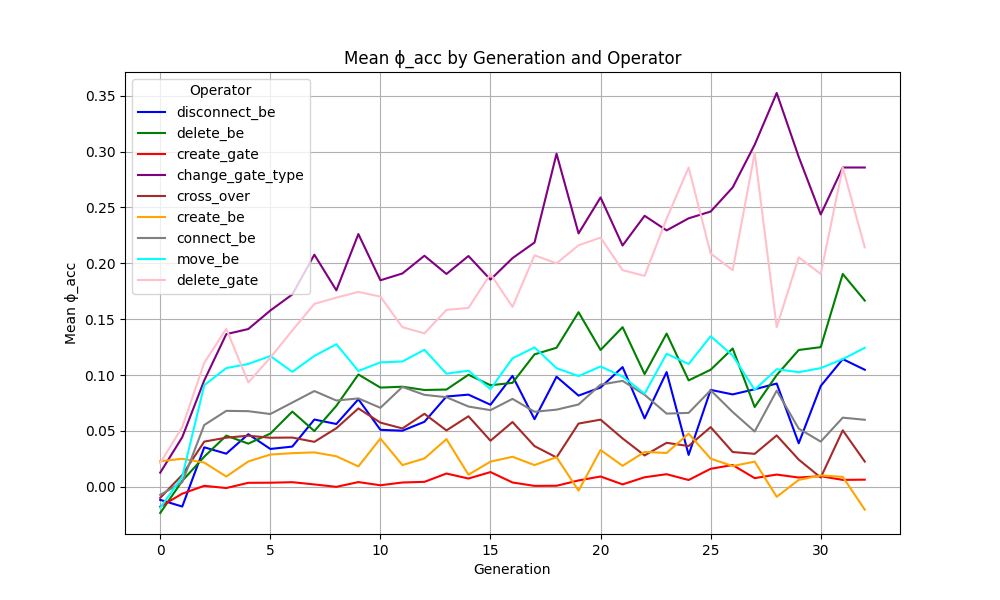 Mean ϕ_acc by Generation and Operator
Operator
disconnect_be
delete_be
create_gate
change_gate_type
cross_over
create_be
connect_be
move_be
delete_gate
Mean ϕ_acc
0.35
0.30
0.25
0.20
0.15
0.10
0.05
0.00
0 5 10 15 20 25 30
Generation